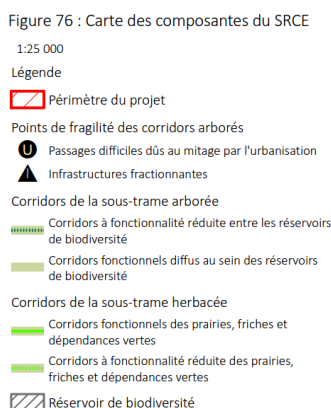 Figure 76 : Carte des composantes du SRCE
1:25 000
Légende
Périmètre du projet
Points de fragilité des corridors arborés
U Passages difficiles dûs au mitage par l'urbanisation
Infrastructures fractionnantes
Corridors de la sous-trame arborée
Corridors à fonctionnalité réduite entre les réservoirs
de biodiversité
Corridors fonctionnels diffus au sein des réservoirs
de biodiversité
Corridors de la sous-trame herbacée
Corridors fonctionnels des prairies, friches et
dépendances vertes
Corridors à fonctionnalité réduite des prairies,
friches et dépendances vertes
Réservoir de biodiversité